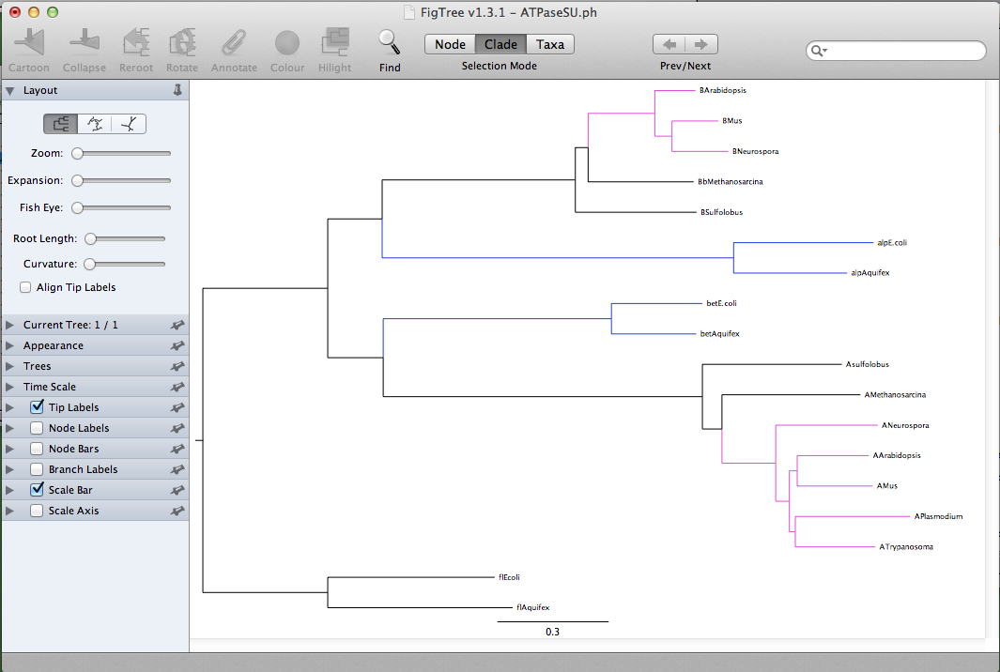 FigTree v1.3.1 - ATPaseSU.ph
Cartoon Collapse Reroot Rotate Annotate Colour Hilight Find
Node Clade Taxa
Selection Mode
Prev/Next
Layout
Zoom:
Expansion:
Fish Eye:
Root Length:
Curvature:
Align Tip Labels
Current Tree: 1 / 1
Appearance
Trees
Time Scale
Tip Labels
Node Labels
Node Bars
Branch Labels
Scale Bar
Scale Axis
BArabidopsis
BMus
BNeurospora
BbMethanosarcina
BSulfolobus
alpE.coli
alpAquifex
betE.coli
betAquifex
Asulfolobus
AMethanosarcina
ANeurospora
AArabidopsis
AMus
APlasmodium
ATrypanosoma
flEcoli
flAquifex
0.3